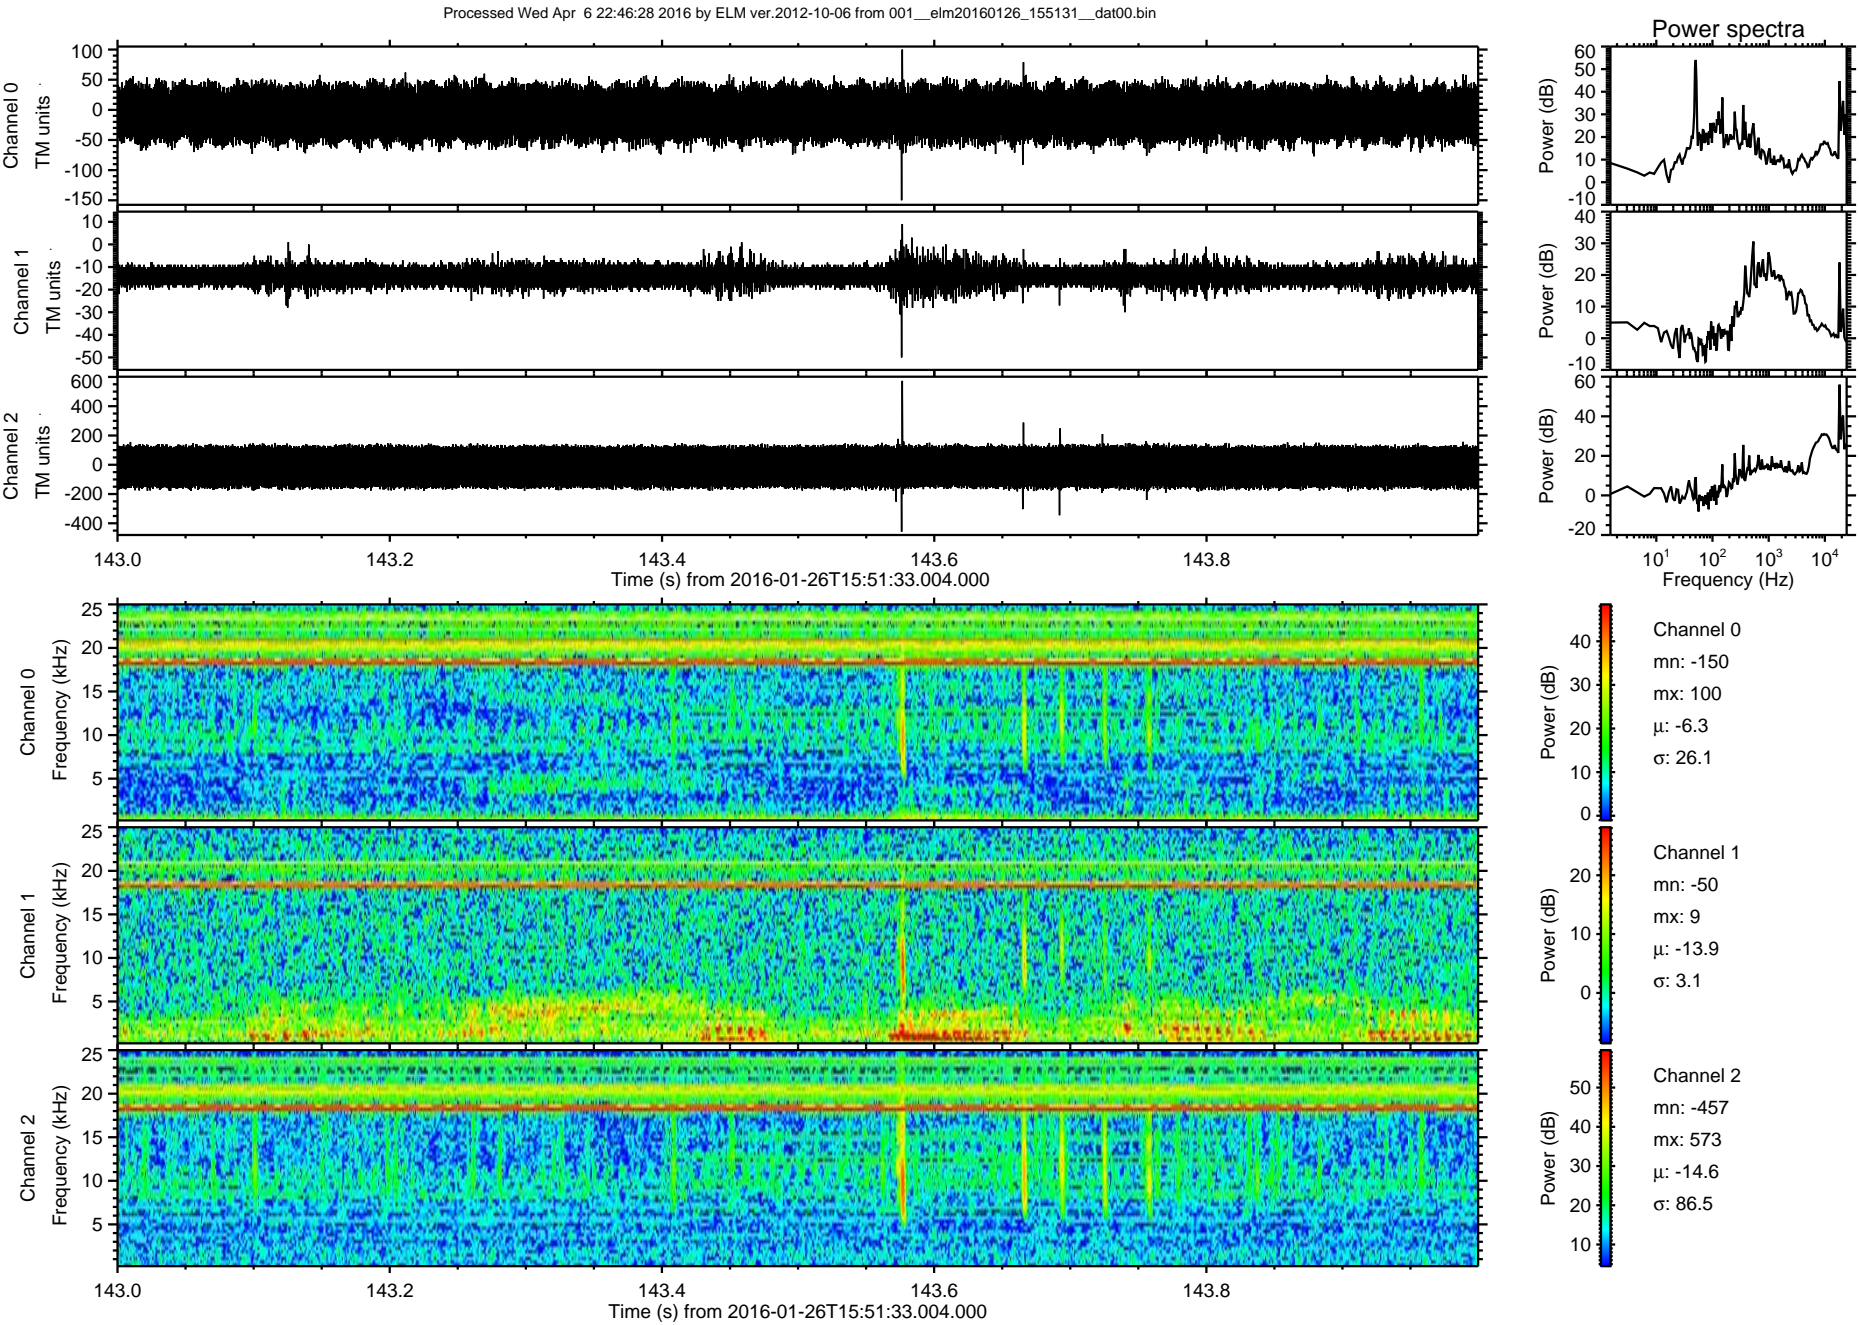 Processed Wed Apr  6 22:46:28 2016 by ELM ver.2012-10-06 from 001__elm20160126_155131__dat00.bin
Power spectra
Channel 0
TM units
100
50
0
-50
-100
-150
Power (dB)
60
50
40
30
20
10
0
-10
Channel 1
TM units
10
0
-10
-20
-30
-40
-50
Power (dB)
40
30
20
10
0
-10
Channel 2
TM units
600
400
200
0
-200
-400
Power (dB)
60
40
20
0
-20
143.0 143.2 143.4 143.6 143.8
Time (s) from 2016-01-26T15:51:33.004.000
10¹ 10² 10³ 10⁴
Frequency (Hz)
Channel 0
Frequency (kHz)
25
20
15
10
5
Power (dB)
40
30
20
10
0
Channel 0
mn: -150
mx: 100
µ: -6.3
σ: 26.1
Channel 1
Frequency (kHz)
25
20
15
10
5
Power (dB)
20
10
0
Channel 1
mn: -50
mx: 9
µ: -13.9
σ: 3.1
Channel 2
Frequency (kHz)
25
20
15
10
5
Power (dB)
50
40
30
20
10
Channel 2
mn: -457
mx: 573
µ: -14.6
σ: 86.5
143.0 143.2 143.4 143.6 143.8
Time (s) from 2016-01-26T15:51:33.004.000